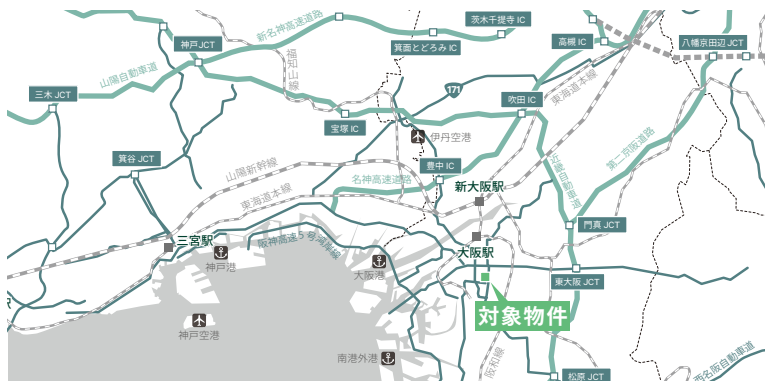 茨木千提寺 IC
新名神高速道路
神戸JCT
箕面とどろみ IC
高槻 IC
八幡京田辺 JCT
福知山線
山陽自動車道
三木 JCT
171
吹田 IC
東海道本線
宝塚 IC
伊丹空港
第二京阪道路
箕谷 JCT
山陽新幹線
豊中 IC
近畿自動車道
名神高速道路
新大阪駅
東海道本線
門真 JCT
三宮駅
阪神高速5号湾岸線
大阪駅
神戸港
大阪港
東大阪 JCT
駅
対象物件
神戸空港
南港外港
阪和線
西名阪自動車道
松原 JCT